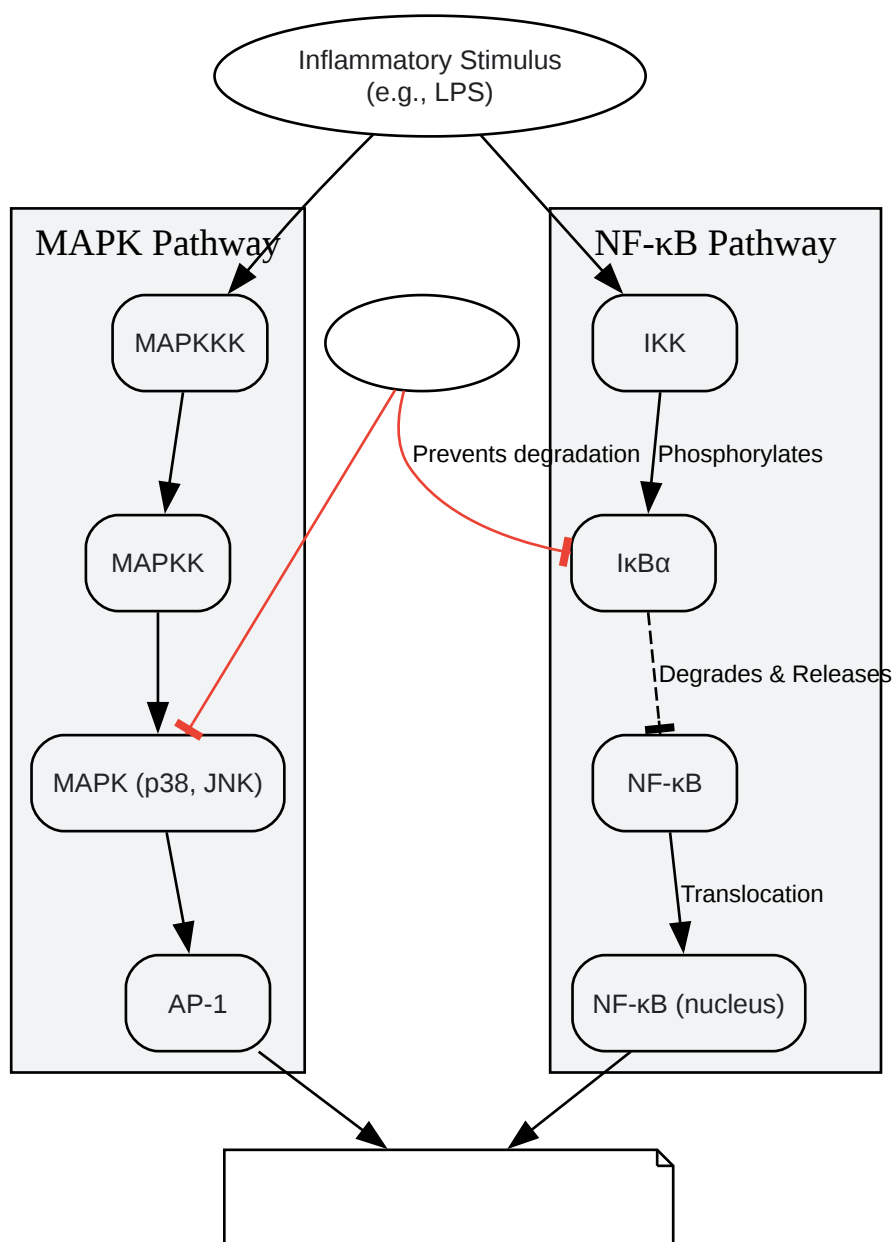 Inflammatory Stimulus
(e.g., LPS)
MAPK Pathway
NF-κB Pathway
MAPKKK
IKK
Prevents degradation
Phosphorylates
MAPKK
IκBα
Degrades & Releases
MAPK (p38, JNK)
NF-κB
Translocation
AP-1
NF-κB (nucleus)